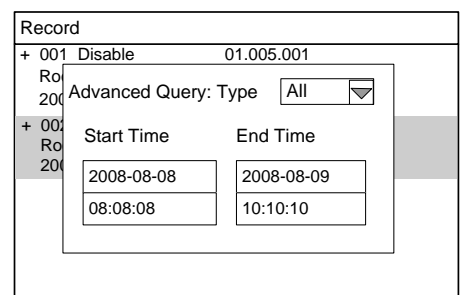 Record
+ 001 Disable 01.005.001
Advanced Query: Type All
+ 002
Start Time End Time
2008-08-08 2008-08-09
08:08:08 10:10:10